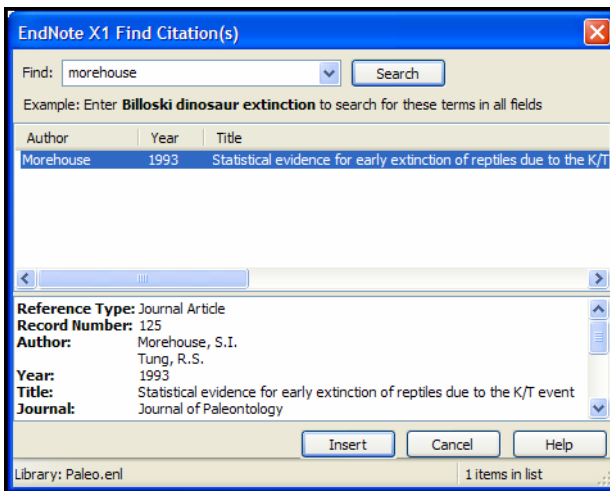 EndNote X1 Find Citation(s)
Find: morehouse Search
Example: Enter Billoski dinosaur extinction to search for these terms in all fields
Author Year Title
Morehouse 1993 Statistical evidence for early extinction of reptiles due to the K/T
Reference Type: Journal Article
Record Number: 125
Author: Morehouse, S.I.
Tung, R.S.
Year: 1993
Title: Statistical evidence for early extinction of reptiles due to the K/T event
Journal: Journal of Paleontology
Insert Cancel Help
Library: Paleo.enl 1 items in list